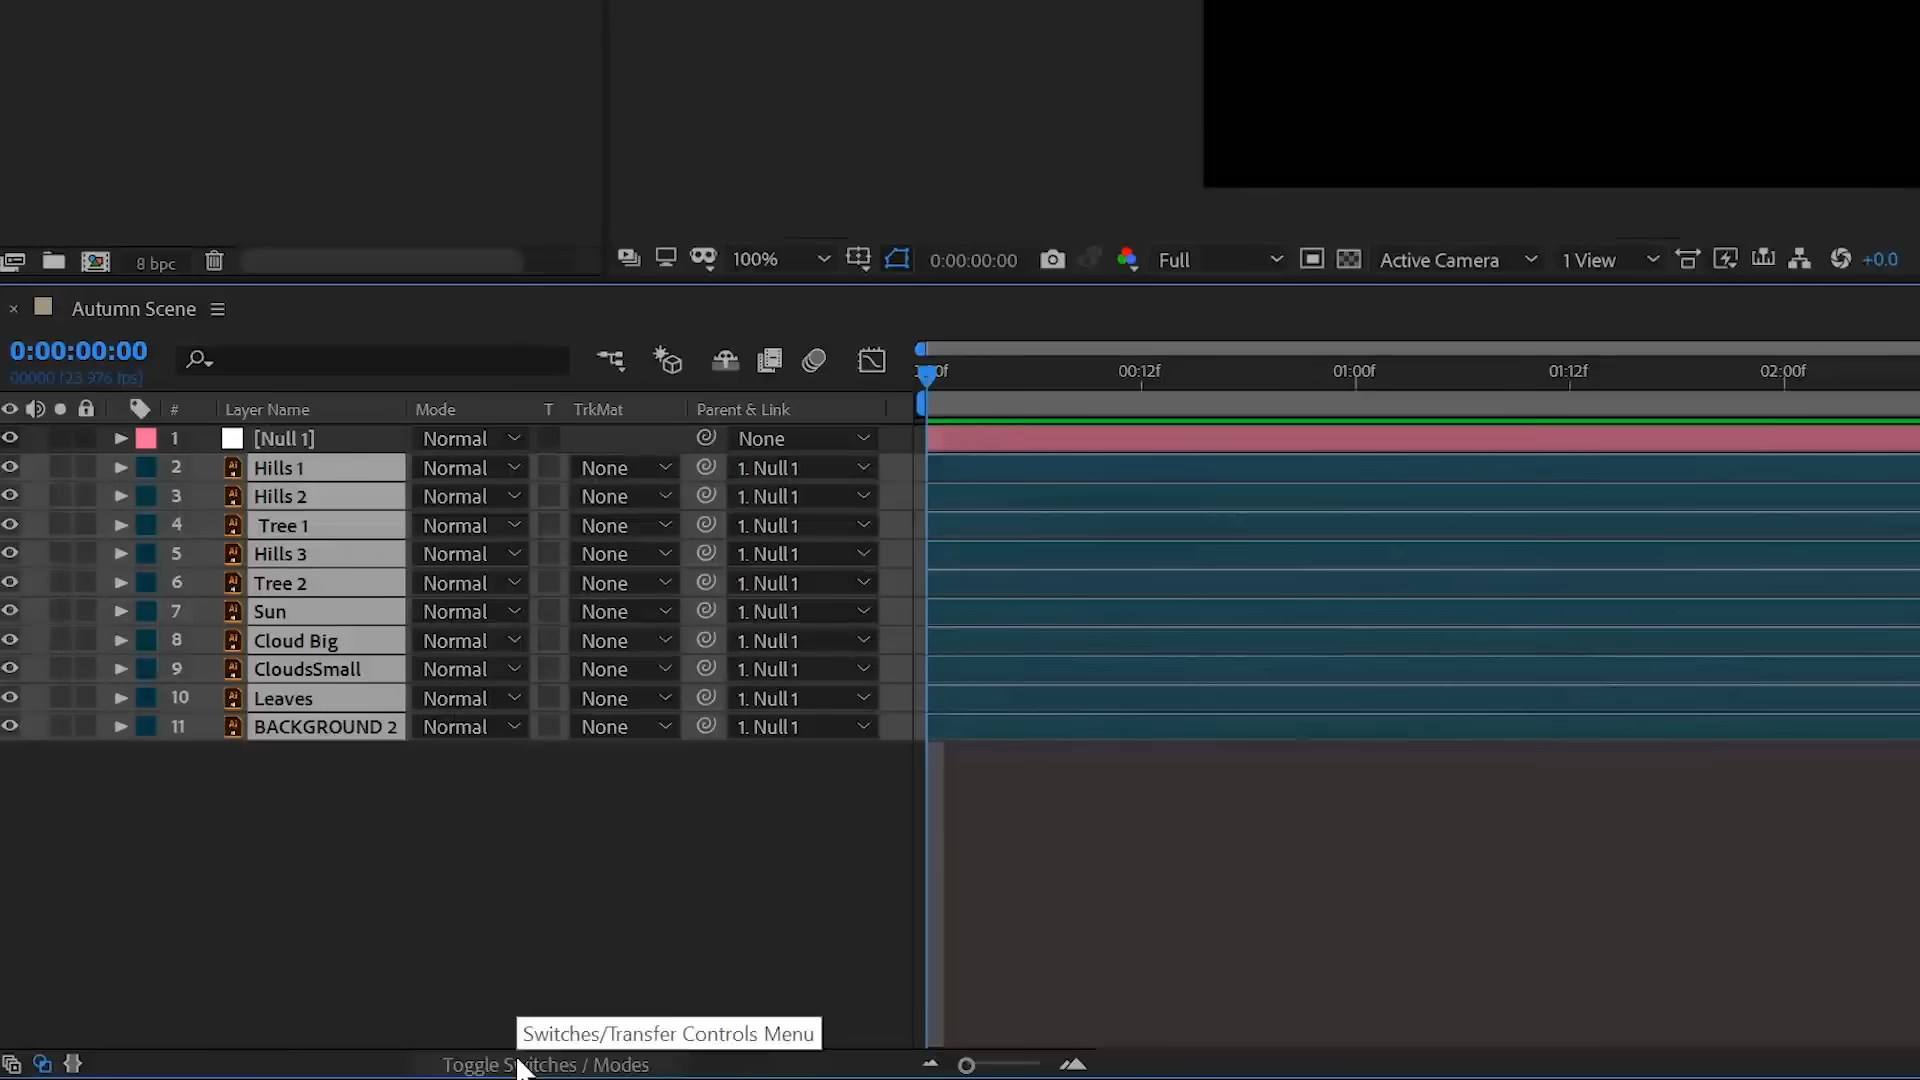 8 bpc
100%
0:00:00:00
Full
Active Camera
1 View
+0.0
× Autumn Scene
0:00:00:00
00000 (23.976 fps)
00:12f
01:00f
01:12f
02:00f
# Layer Name Mode T TrkMat Parent & Link
1 [Null 1] Normal None
2 Hills 1 Normal None 1. Null 1
3 Hills 2 Normal None 1. Null 1
4 Tree 1 Normal None 1. Null 1
5 Hills 3 Normal None 1. Null 1
6 Tree 2 Normal None 1. Null 1
7 Sun Normal None 1. Null 1
8 Cloud Big Normal None 1. Null 1
9 CloudsSmall Normal None 1. Null 1
10 Leaves Normal None 1. Null 1
11 BACKGROUND 2 Normal None 1. Null 1
Switches/Transfer Controls Menu
Toggle Switches / Modes